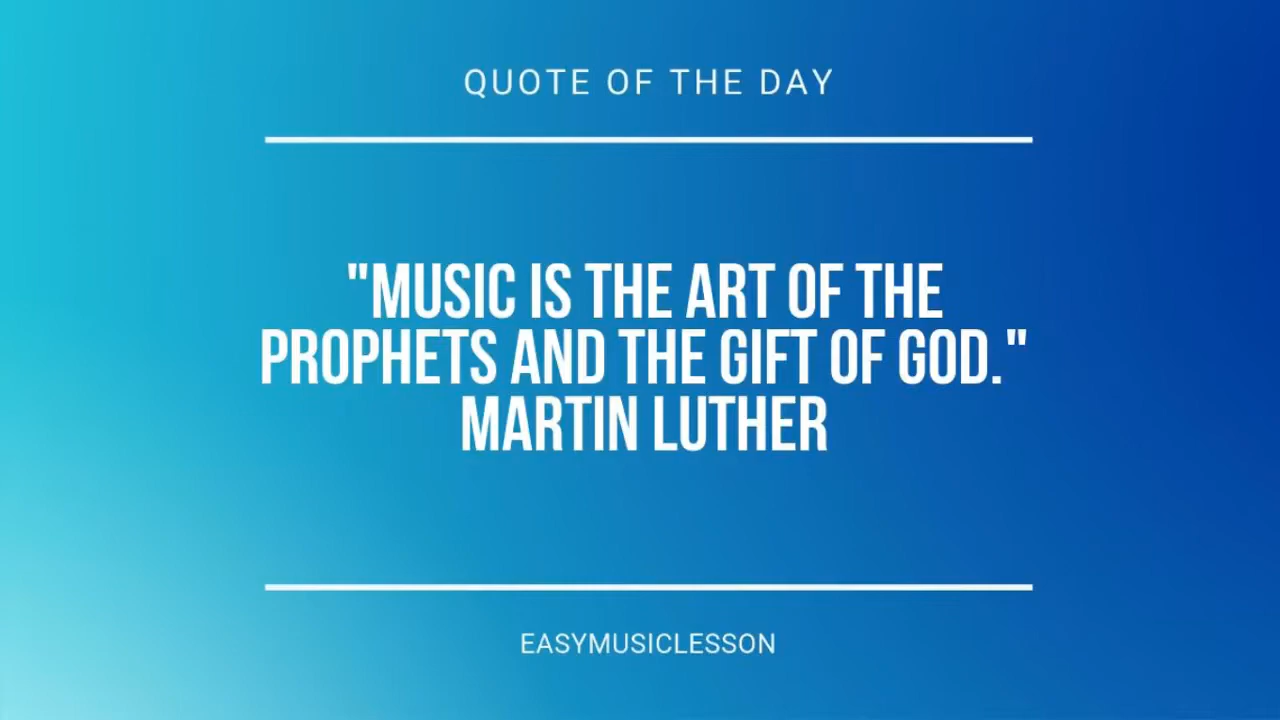 QUOTE OF THE DAY
"MUSIC IS THE ART OF THE
PROPHETS AND THE GIFT OF GOD."
MARTIN LUTHER
EASYMUSICLESSON